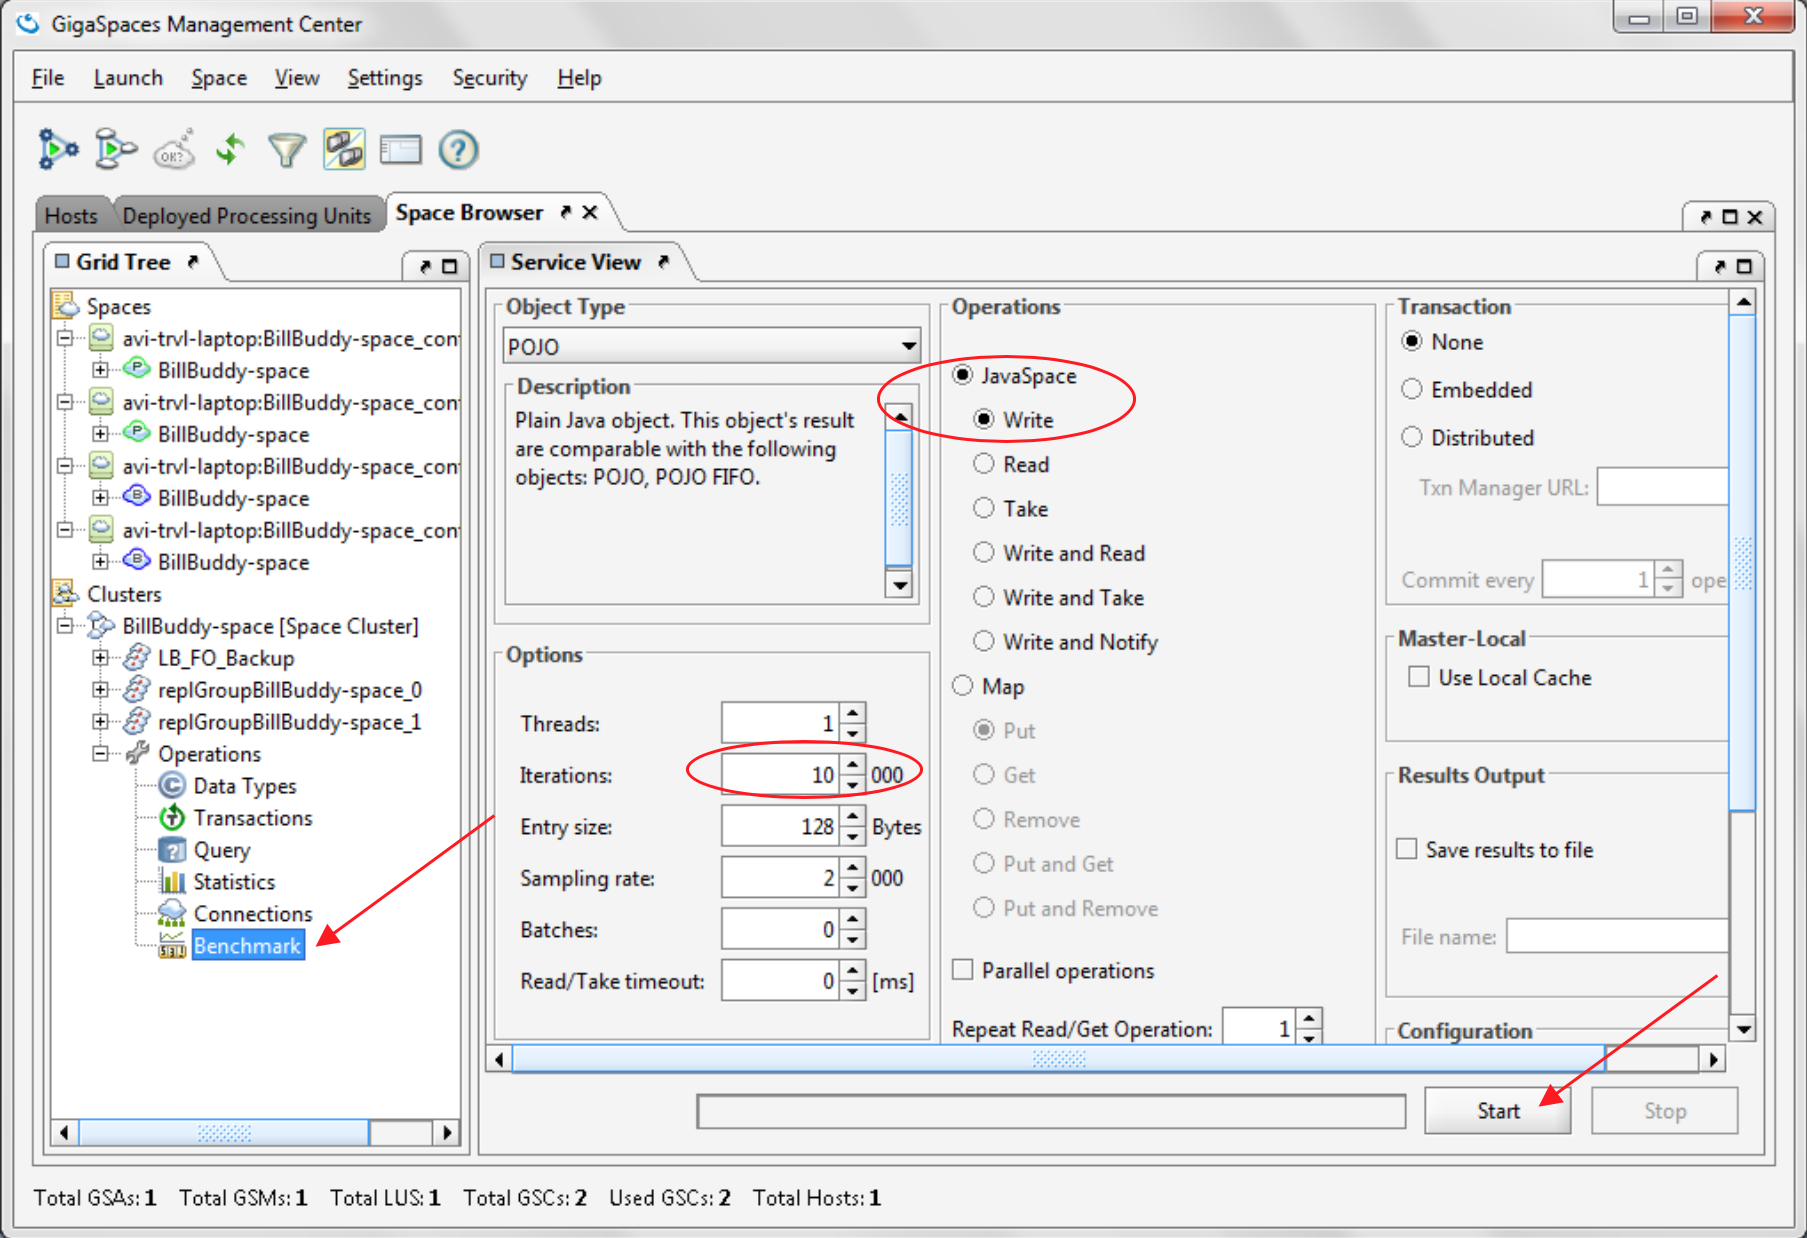 GigaSpaces Management Center
File Launch Space View Settings Security Help
OK?
Hosts Deployed Processing Units Space Browser
Grid Tree
Spaces
avi-trvl-laptop:BillBuddy-space_con
P BillBuddy-space
avi-trvl-laptop:BillBuddy-space_con
P BillBuddy-space
avi-trvl-laptop:BillBuddy-space_con
B BillBuddy-space
avi-trvl-laptop:BillBuddy-space_con
B BillBuddy-space
Clusters
BillBuddy-space [Space Cluster]
LB_FO_Backup
replGroupBillBuddy-space_0
replGroupBillBuddy-space_1
Operations
Data Types
Transactions
Query
Statistics
Connections
Benchmark
Service View
Object Type
POJO
Description
Plain Java object. This object's result
are comparable with the following
objects: POJO, POJO FIFO.
Options
Threads: 1
Iterations: 10 000
Entry size: 128 Bytes
Sampling rate: 2 000
Batches: 0
Read/Take timeout: 0 [ms]
Operations
JavaSpace
Write
Read
Take
Write and Read
Write and Take
Write and Notify
Map
Put
Get
Remove
Put and Get
Put and Remove
Parallel operations
Repeat Read/Get Operation: 1
Transaction
None
Embedded
Distributed
Txn Manager URL:
Commit every 1 ope
Master-Local
Use Local Cache
Results Output
Save results to file
File name:
Configuration
Start Stop
Total GSAs: 1 Total GSMs: 1 Total LUS: 1 Total GSCs: 2 Used GSCs: 2 Total Hosts: 1